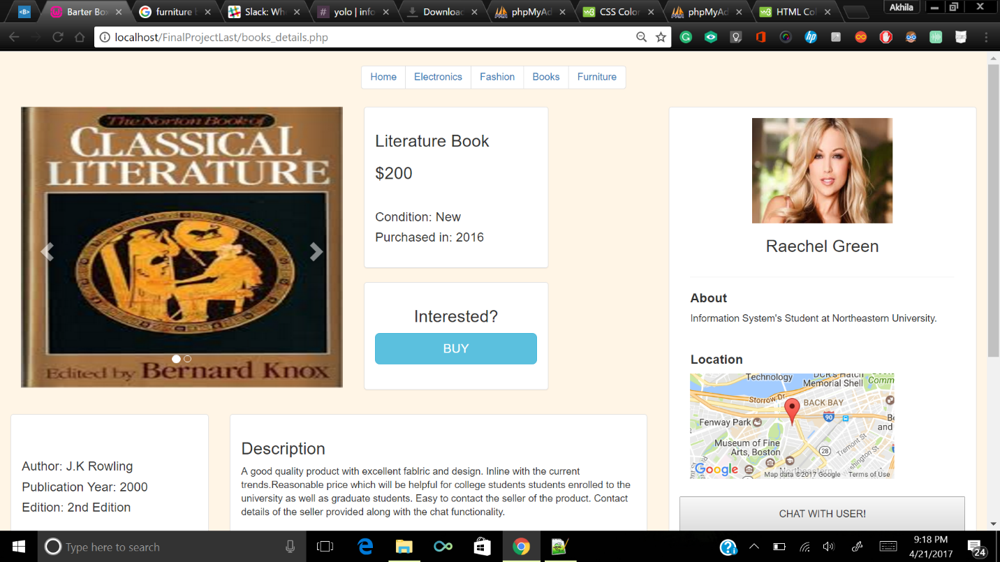 Barter Bo
furniture b
Slack: Wh
yolo | info
Downloac
phpMyAd
CSS Color
phpMyAd
HTML Col
Akhila
localhost/FinalProjectLast/books_details.php
Home
Electronics
Fashion
Books
Furniture
The Norton Book of
CLASSICAL
LITERATURE
Edited by Bernard Knox
Literature Book
$200
Condition: New
Purchased in: 2016
Interested?
BUY
Raechel Green
About
Information System's Student at Northeastern University.
Location
Technology
DCR's Hatch
Memorial Shell
Comm
Storrow Dr
BACK BAY
90
Fenway Park
Be
and
Museum of Fine
Arts, Boston
28
Tremont St
shington St
Northeastern
Google
Map data ©2017 Google
Terms of Use
CHAT WITH USER!
Author: J.K Rowling
Publication Year: 2000
Edition: 2nd Edition
Description
A good quality product with excellent fablric and design. Inline with the current
trends.Reasonable price which will be helpful for college students students enrolled to the
university as well as graduate students. Easy to contact the seller of the product. Contact
details of the seller provided along with the chat functionality.
Type here to search
9:18 PM
4/21/2017
24